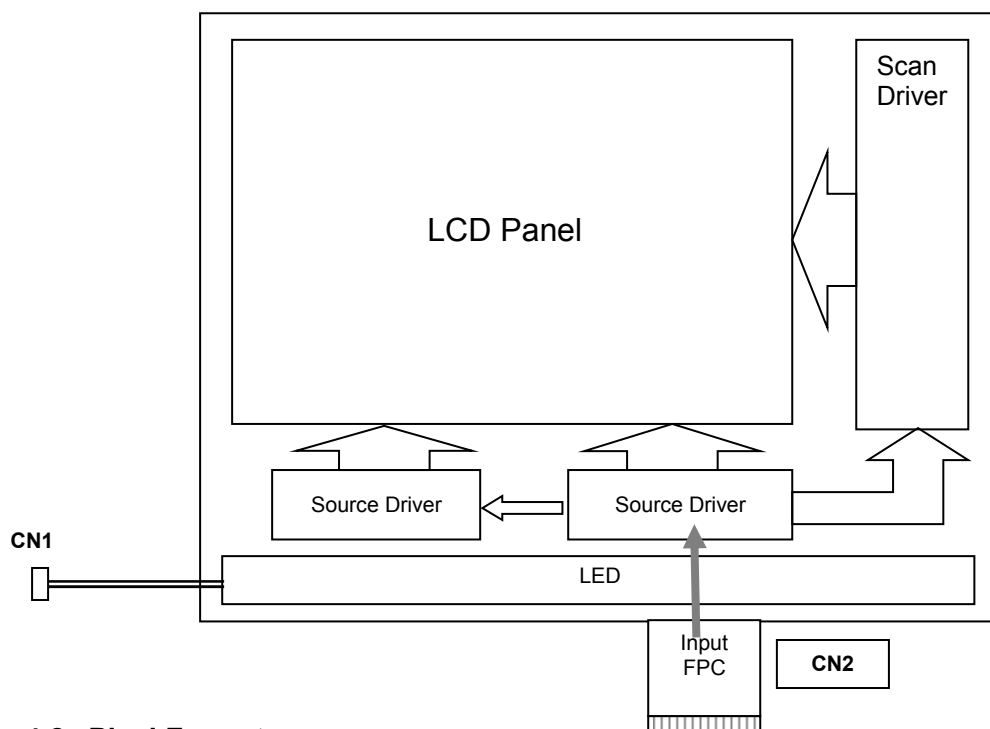 Scan
Driver
LCD Panel
Source Driver
Source Driver
CN1
LED
Input
FPC
CN2